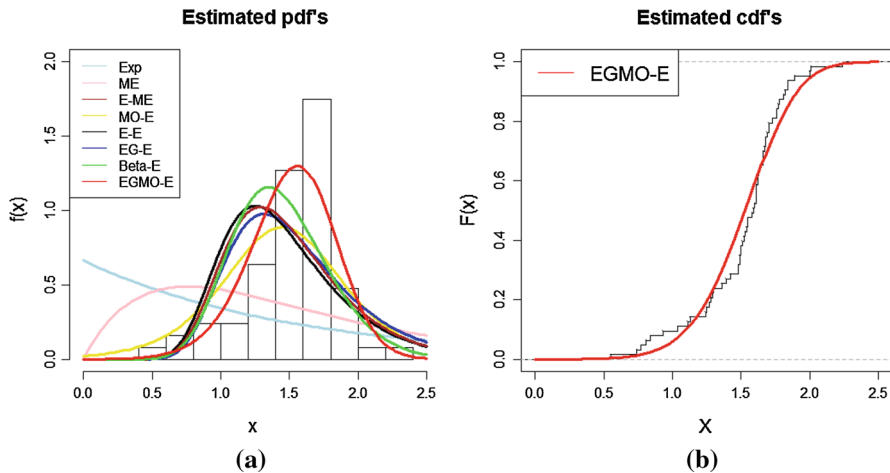 Estimated pdf's
f(x)
2.0
1.5
1.0
0.5
0.0
Exp
ME
E-ME
MO-E
E-E
EG-E
Beta-E
EGMO-E
0.0 0.5 1.0 1.5 2.0 2.5
x
(a)
Estimated cdf's
F(x)
1.0
0.8
0.6
0.4
0.2
0.0
EGMO-E
0.0 0.5 1.0 1.5 2.0 2.5
X
(b)